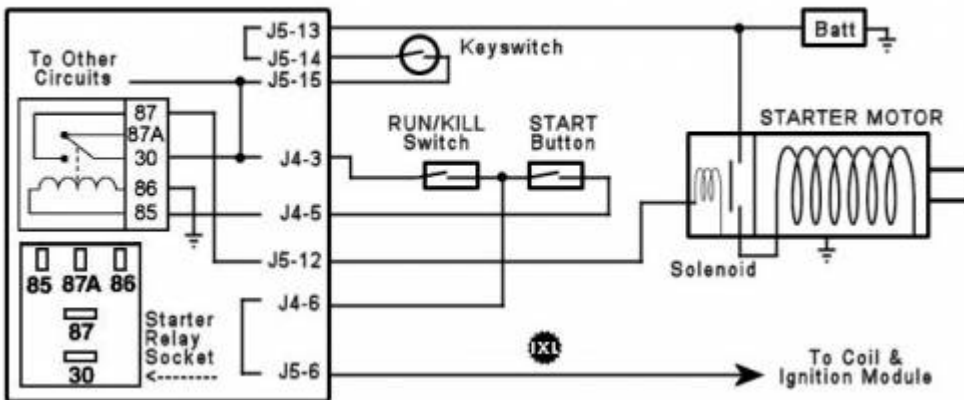 J5-13
J5-14
J5-15
Keyswitch
Batt
To Other
Circuits
87
87A
30
86
85
RUN/KILL
Switch
START
Button
STARTER MOTOR
J4-3
J4-5
J5-12
Solenoid
85 87A 86
87
30
Starter
Relay
Socket
<--------
J4-6
J5-6
IXL
To Coil &
Ignition Module